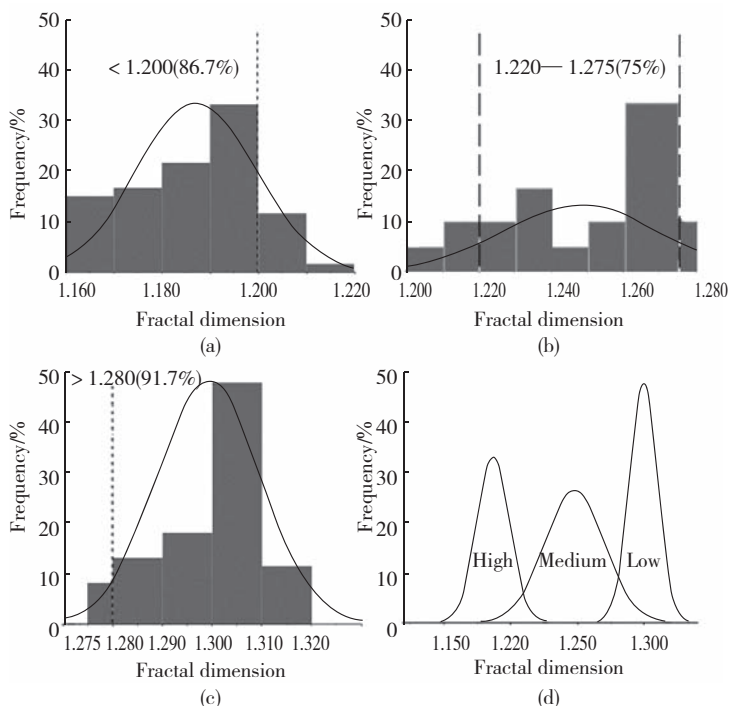 50
40
30
20
10
0
Frequency/%
< 1.200(86.7%)
1.160 1.180 1.200 1.220
Fractal dimension
(a)
50
40
30
20
10
0
Frequency/%
1.220— 1.275(75%)
1.200 1.220 1.240 1.260 1.280
Fractal dimension
(b)
50
40
30
20
10
0
Frequency/%
> 1.280(91.7%)
1.275 1.280 1.290 1.300 1.310 1.320
Fractal dimension
(c)
50
40
30
20
10
0
Frequency/%
High Medium Low
1.150 1.220 1.250 1.300
Fractal dimension
(d)